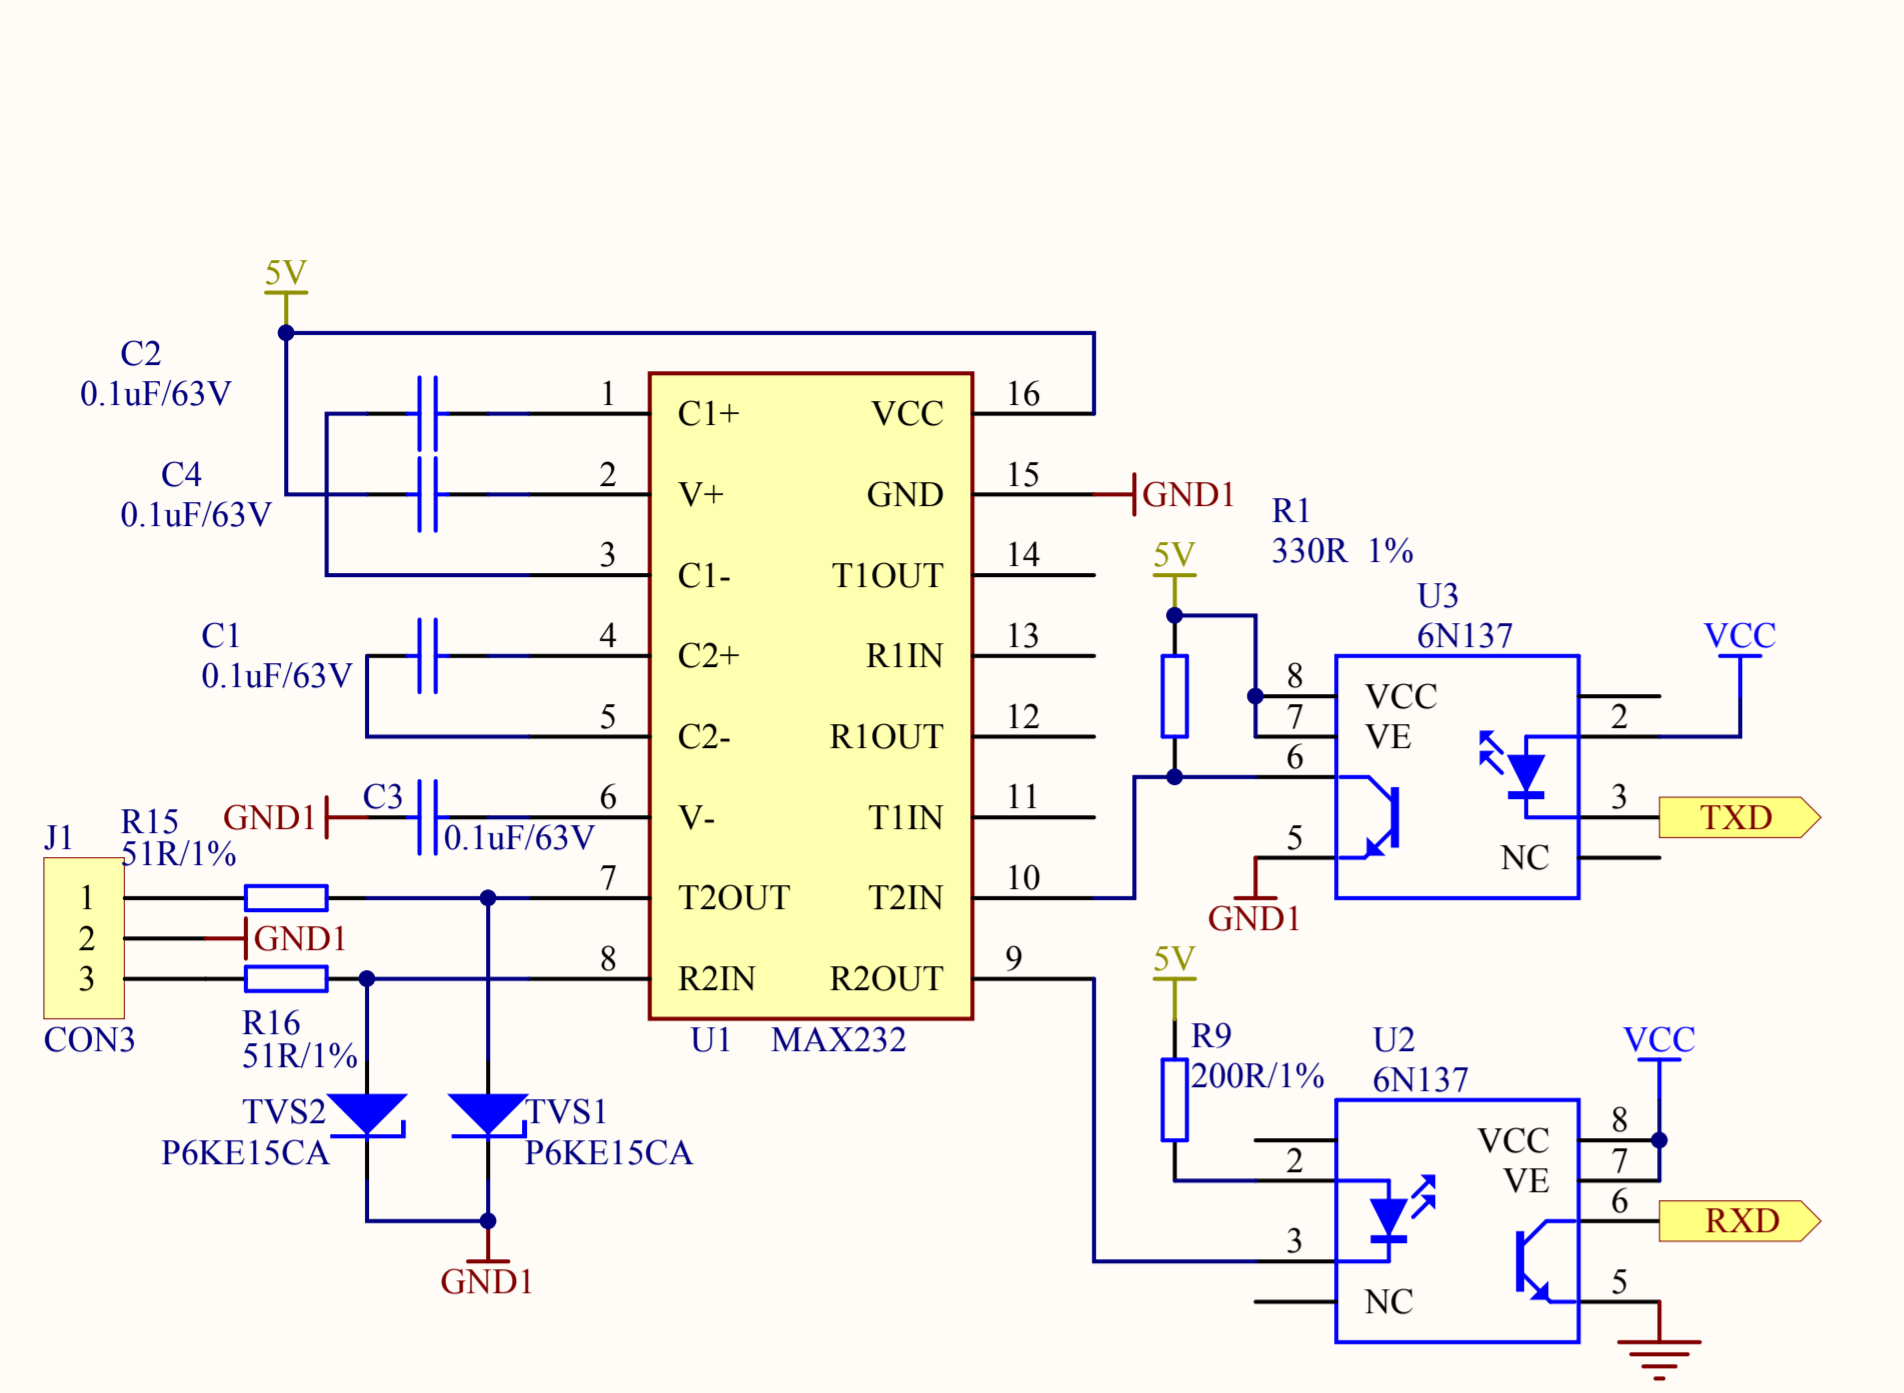 5V
C2
0.1uF/63V
C4
0.1uF/63V
C1
0.1uF/63V
GND1
C3
0.1uF/63V
R15
51R/1%
J1
1
2
3
CON3
GND1
R16
51R/1%
TVS2
P6KE15CA
TVS1
P6KE15CA
GND1
1 C1+
2 V+
3 C1-
4 C2+
5 C2-
6 V-
7 T2OUT
8 R2IN
VCC 16
GND 15
T1OUT 14
R1IN 13
R1OUT 12
T1IN 11
T2IN 10
R2OUT 9
U1 MAX232
GND1
R1
330R 1%
5V
U3
6N137
VCC
8 VCC
7 VE
6
5
GND1
2
3
NC
TXD
5V
R9
200R/1%
U2
6N137
VCC
2
3
NC
VCC 8
VE 7
6
5
RXD